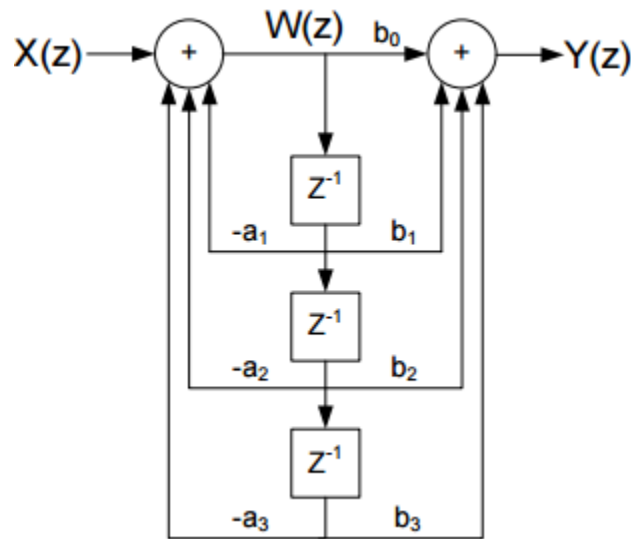 X(z) + W(z) b₀ + Y(z)
Z⁻¹
-a₁ b₁
Z⁻¹
-a₂ b₂
Z⁻¹
-a₃ b₃